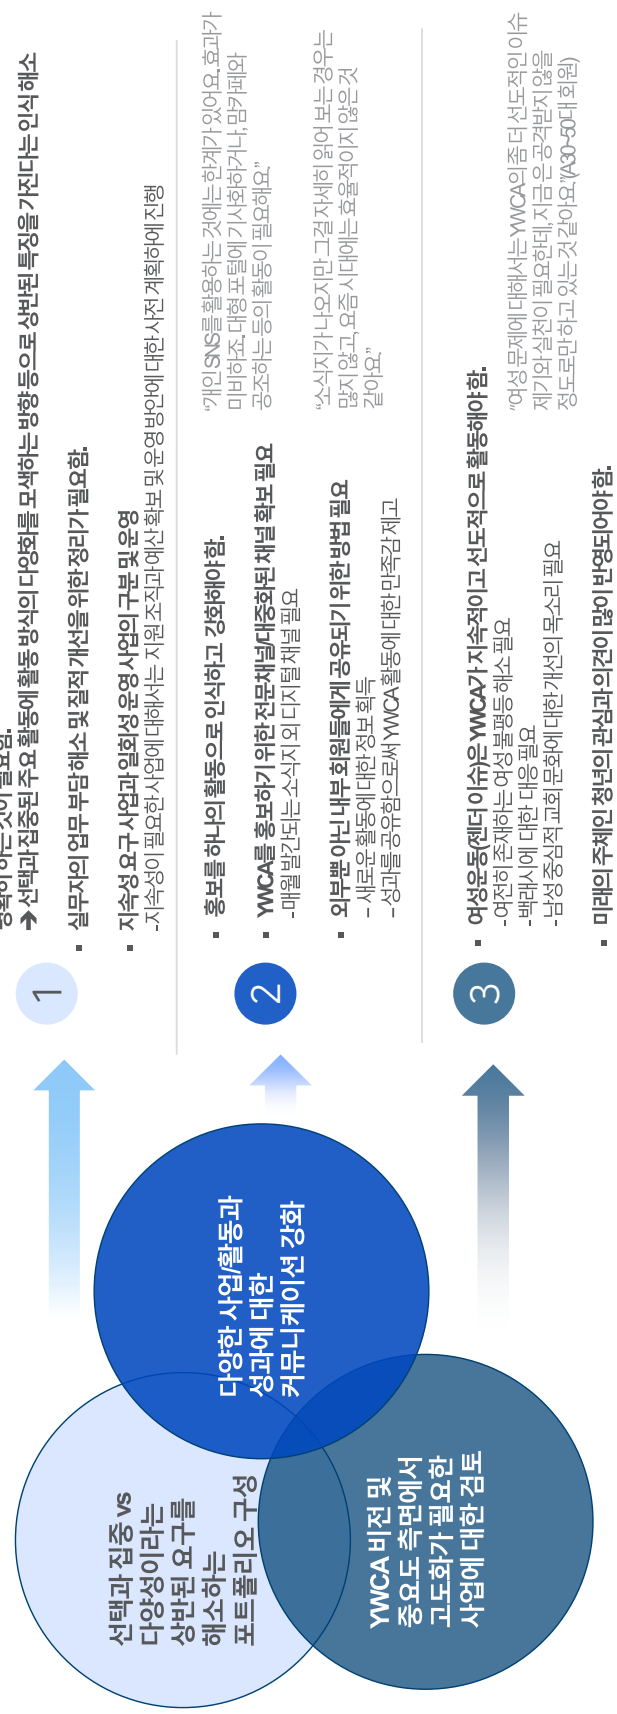 선택과 집중 vs
다양성이라는
상반된 요구를
해소하는
포트폴리오 구성
다양한 사업/활동과
성과에 대한
커뮤니케이션 강화
YWCA 비전 및
중요도 측면에서
고도화가 필요한
사업에 대한 검토
1
➔ 선택과 집중된 주요 활동에 활동 방식의 다양화를 모색하는 방향 등으로 상반된 특징을 가진다는 인식 해소
▪ 실무자의 업무 부담 해소 및 질적 개선을 위한 정리가 필요함.
▪ 지속성 요구 사업과 일회성 운영 사업의 구분 및 운영
-지속성이 필요한 사업에 대해서는 지원 조직과 예산 확보 및 운영 방안에 대한 사전 계획하에 진행
2
▪ 홍보를 하나의 활동으로 인식하고 강화해야 함.
▪ YWCA를 홍보하기 위한 전문채널/대중화된 채널 확보 필요
-매월 발간되는 소식지 외 디지털 채널 필요
▪ 외부뿐 아닌 내부 회원들에게 공유되기 위한 방법 필요
– 새로운 활동에 대한 정보 획득
– 성과를 공유함으로써 YWCA 활동에 대한 만족감 제고
“개인 SNS를 활용하는 것에는 한계가 있어요. 효과가
미비하죠. 대형 포털에 기사화하거나, 맘카페와
공조하는 등의 활동이 필요해요.”
“소식지가 나오지만 그걸 자세히 읽어 보는 경우는
많지 않고, 요즘 시대에는 효율적이지 않은 것
같아요.”
3
▪ 여성운동(젠더 이슈)은 YWCA가 지속적이고 선도적으로 활동해야 함.
-여전히 존재하는 여성 불평등 해소 필요
-백래시에 대한 대응 필요
-남성 중심적 교회 문화에 대한 개선의 목소리 필요
▪ 미래의 주체인 청년의 관심과 의견이 많이 반영되어야 함.
“여성 문제에 대해서는 YWCA의 좀 더 선도적인 이슈
제기와 실천이 필요한데, 지금은 공격받지 않을
정도로만 하고 있는 것 같아요.”(A30~50대 회원)